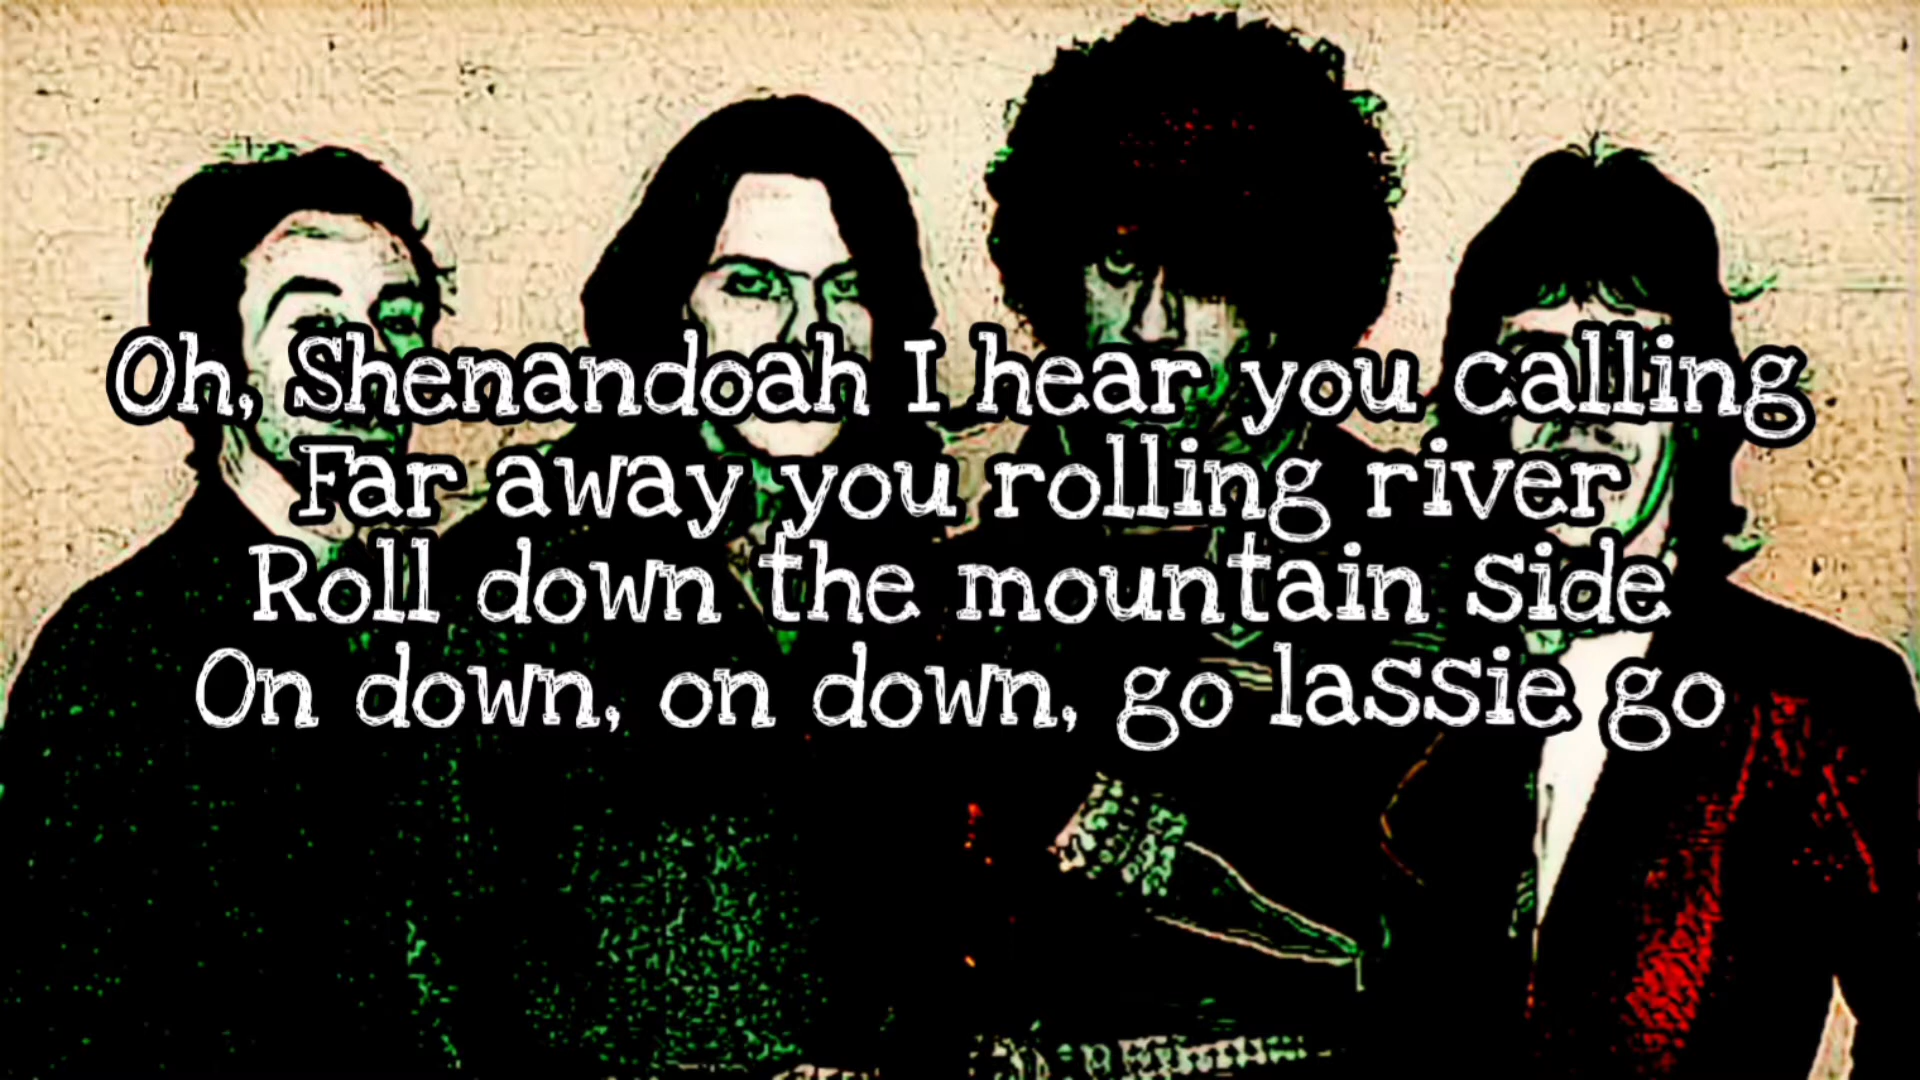 Oh, Shenandoah I hear you calling
Far away you rolling river
Roll down the mountain side
On down, on down, go lassie go